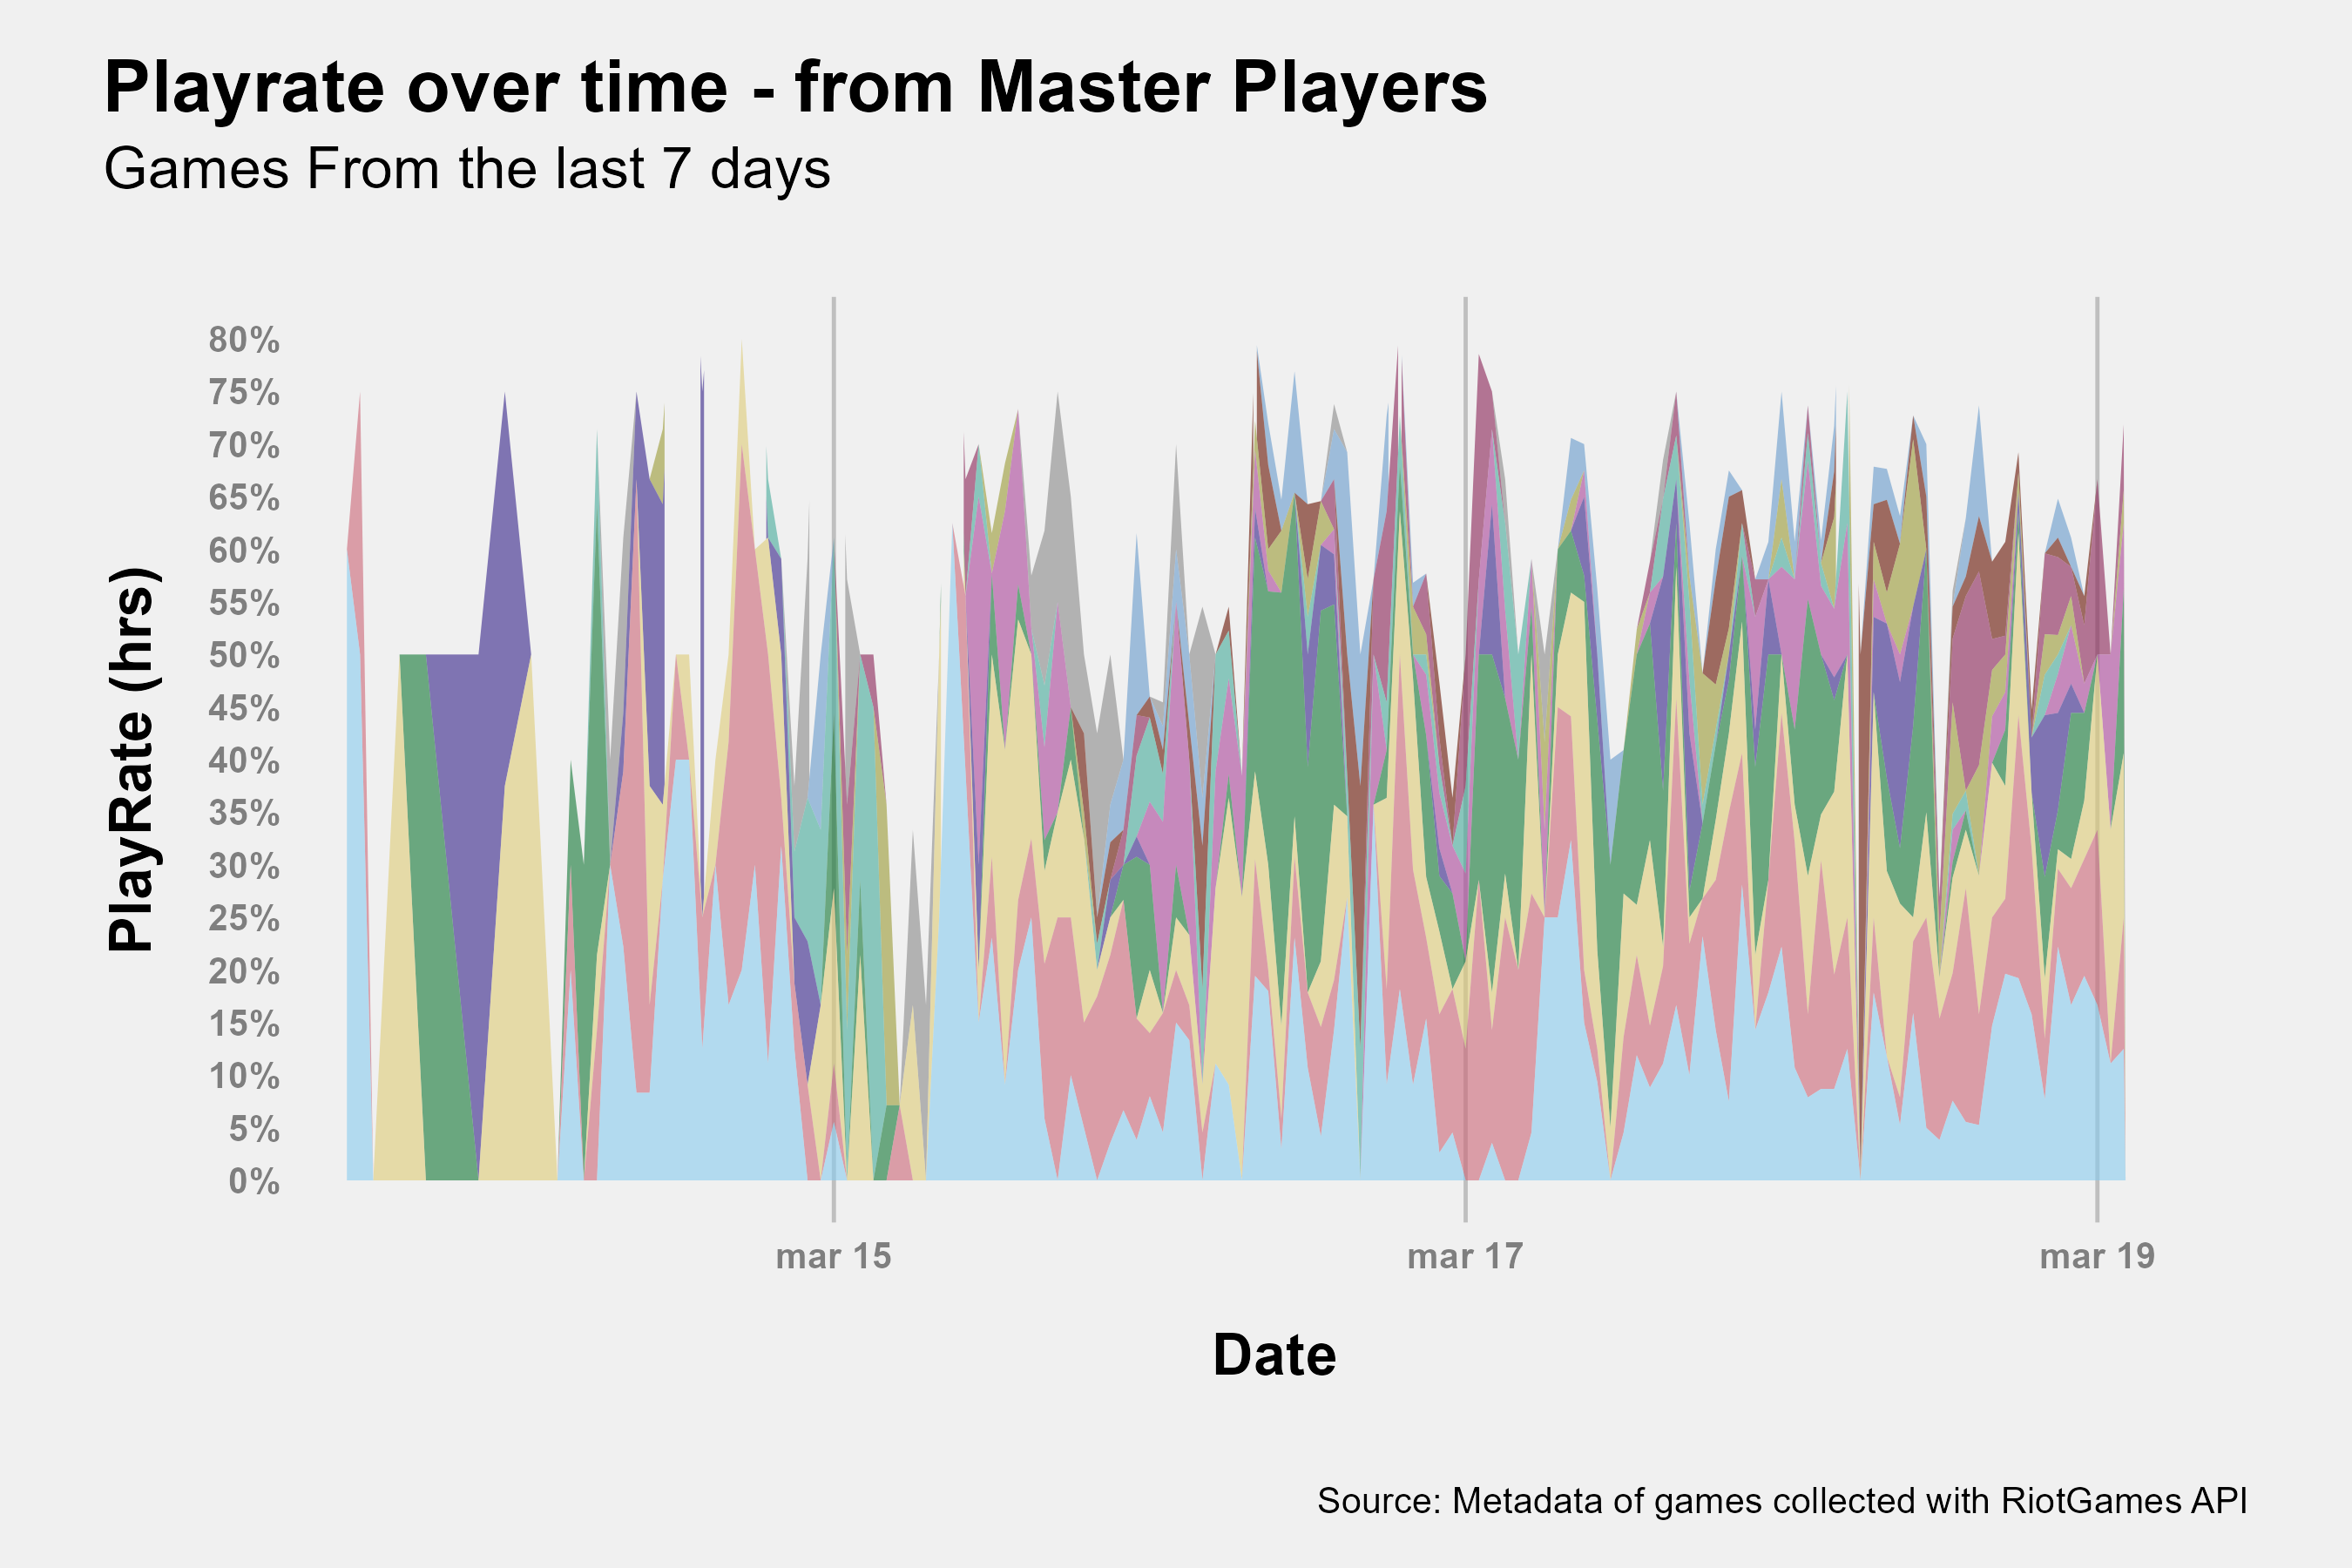 Playrate over time - from Master Players
Games From the last 7 days
80%
75%
70%
65%
60%
55%
50%
45%
40%
35%
30%
25%
20%
15%
10%
5%
0%
PlayRate (hrs)
mar 15
mar 17
mar 19
Date
Source: Metadata of games collected with RiotGames API